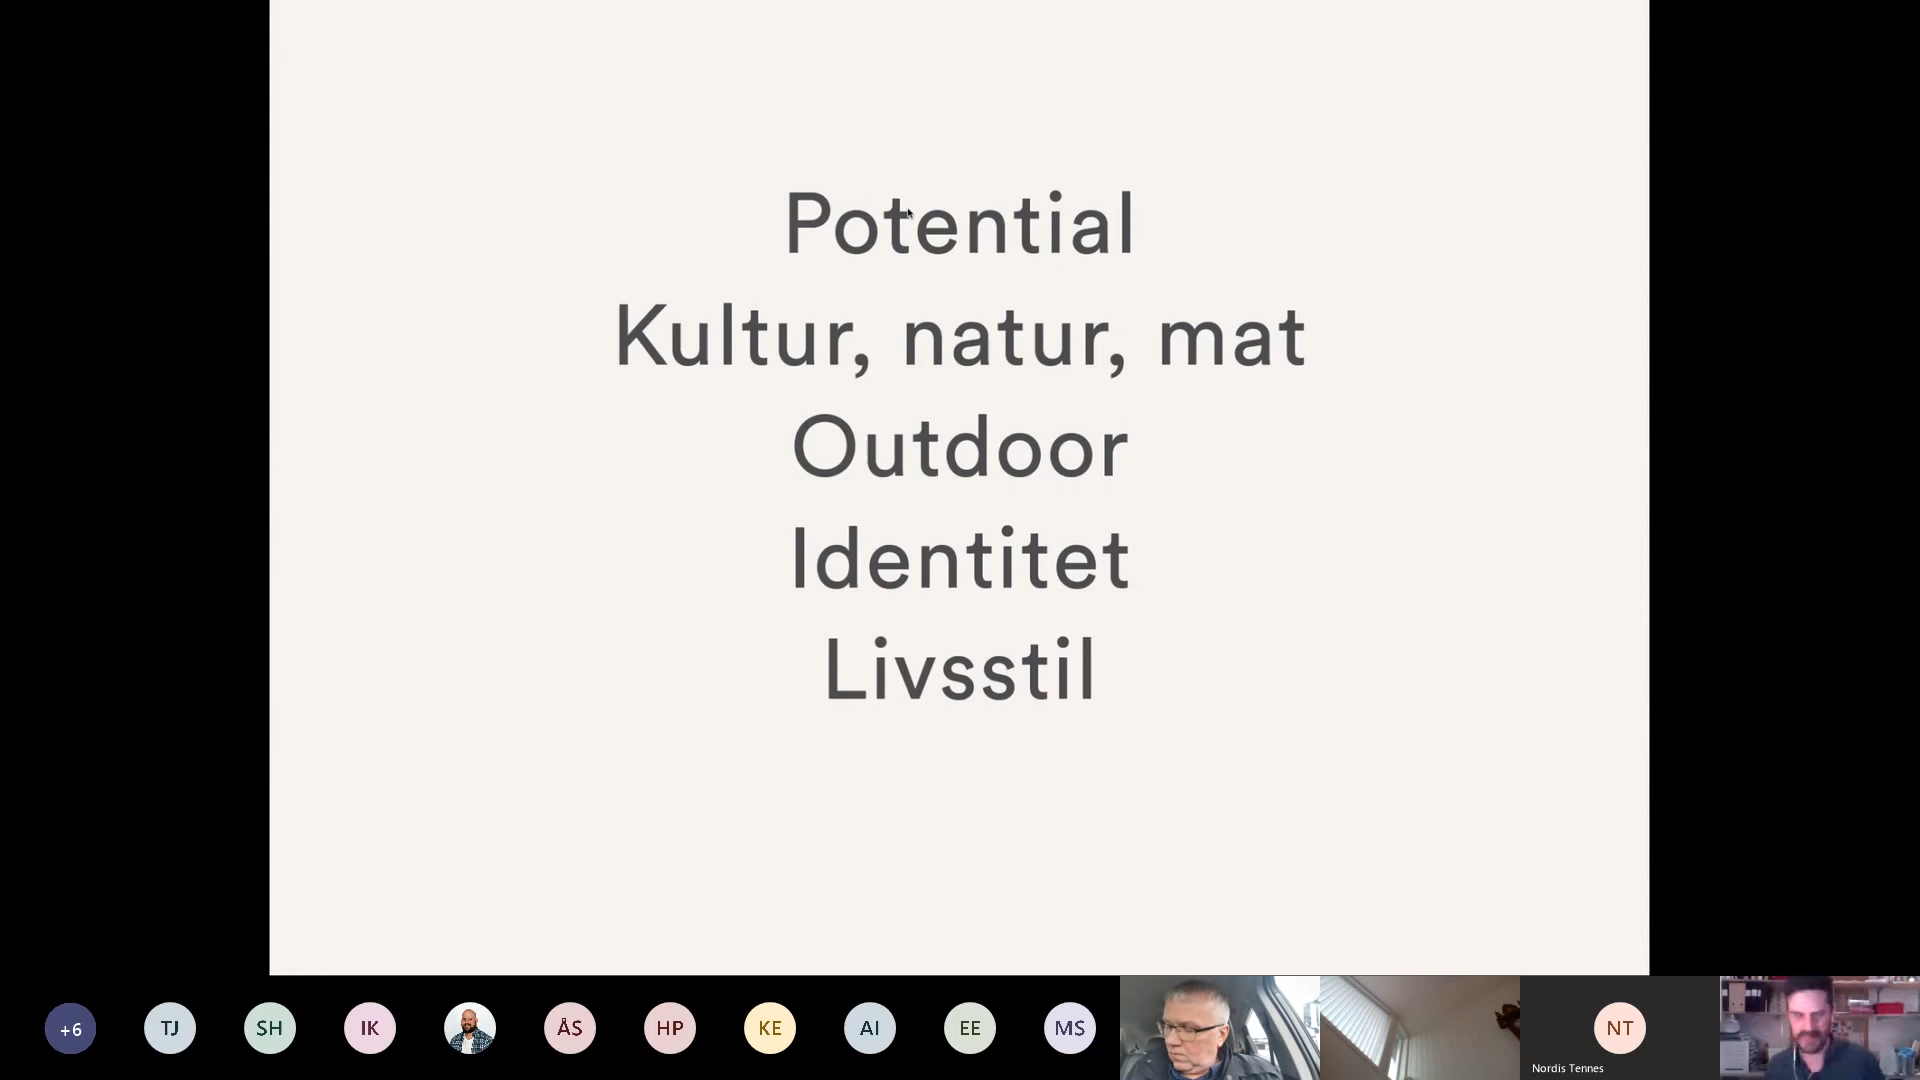 Potential
Kultur, natur, mat
Outdoor
Identitet
Livsstil
+6
TJ
SH
IK
ÅS
HP
KE
AI
EE
MS
NT
Nordis Tennes